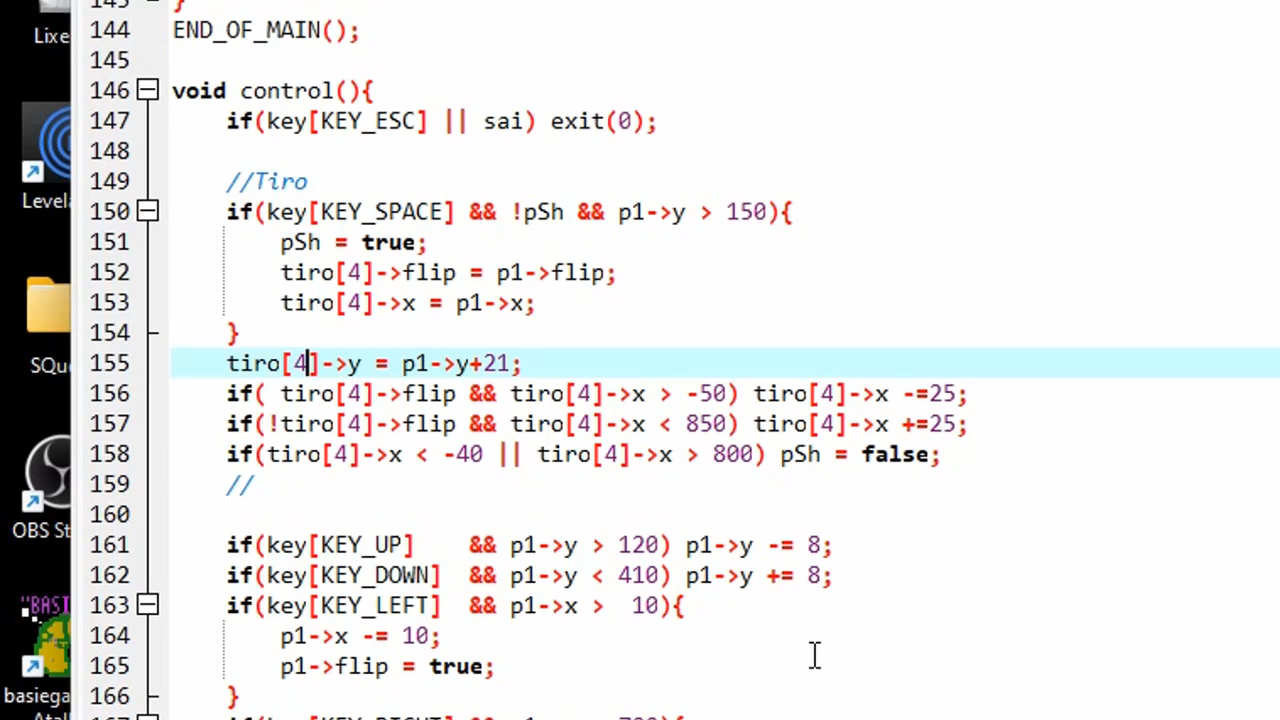 Lixe
Levela
SQue
OBS St
"BASI
basiega
143 }
144 END_OF_MAIN();
145
146 void control(){
147 if(key[KEY_ESC] || sai) exit(0);
148
149 //Tiro
150 if(key[KEY_SPACE] && !pSh && p1->y > 150){
151 pSh = true;
152 tiro[4]->flip = p1->flip;
153 tiro[4]->x = p1->x;
154 }
155 tiro[4]->y = p1->y+21;
156 if( tiro[4]->flip && tiro[4]->x > -50) tiro[4]->x -=25;
157 if(!tiro[4]->flip && tiro[4]->x < 850) tiro[4]->x +=25;
158 if(tiro[4]->x < -40 || tiro[4]->x > 800) pSh = false;
159 //
160
161 if(key[KEY_UP] && p1->y > 120) p1->y -= 8;
162 if(key[KEY_DOWN] && p1->y < 410) p1->y += 8;
163 if(key[KEY_LEFT] && p1->x > 10){
164 p1->x -= 10;
165 p1->flip = true;
166 }